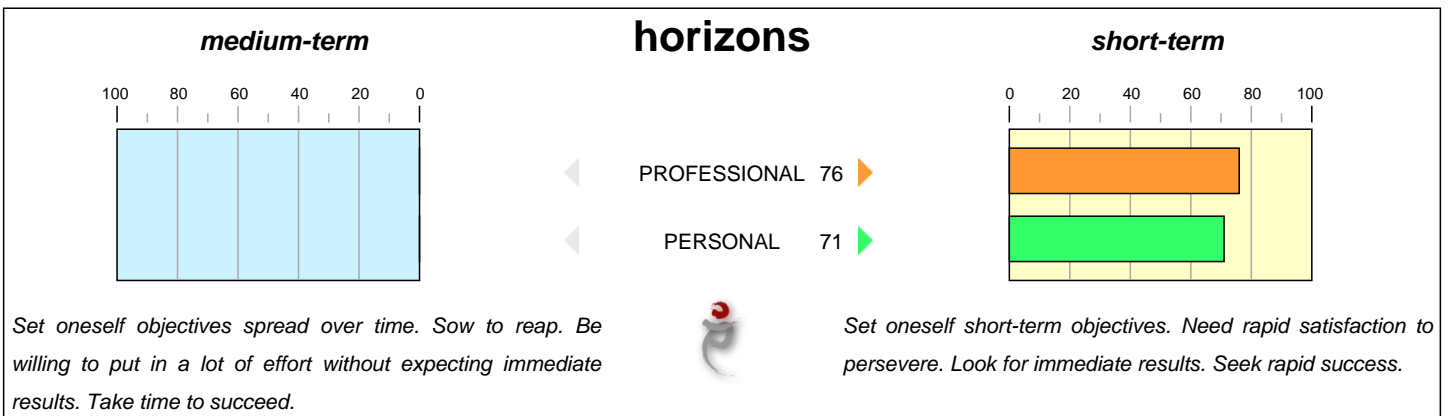 medium-term
horizons
short-term
100 80 60 40 20 0
0 20 40 60 80 100
PROFESSIONAL 76
PERSONAL 71
Set oneself objectives spread over time. Sow to reap. Be
willing to put in a lot of effort without expecting immediate
results. Take time to succeed.
Set oneself short-term objectives. Need rapid satisfaction to
persevere. Look for immediate results. Seek rapid success.